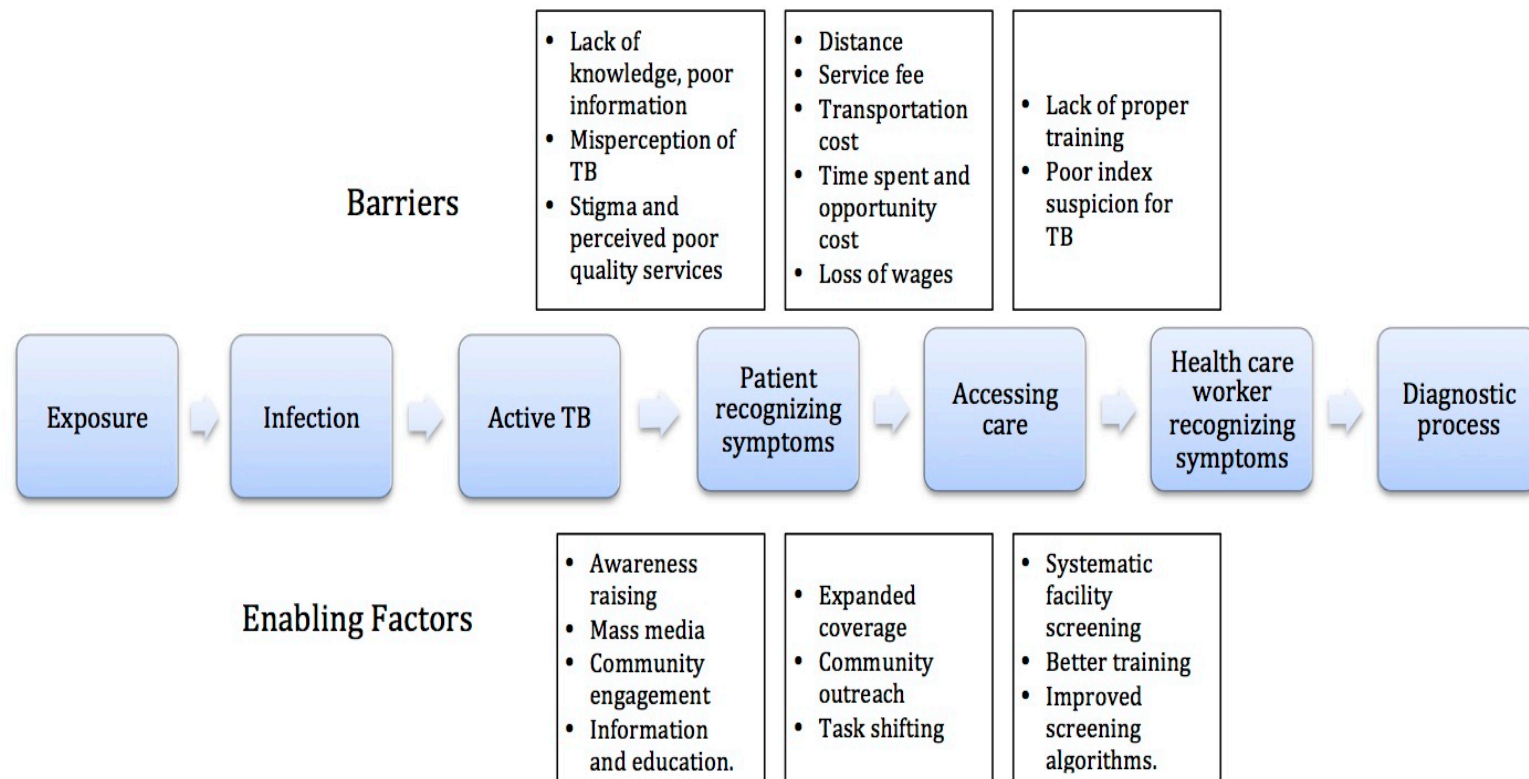 • Lack of
knowledge, poor
information
• Misperception of
TB
• Stigma and
perceived poor
quality services
• Distance
• Service fee
• Transportation
cost
• Time spent and
opportunity
cost
• Loss of wages
• Lack of proper
training
• Poor index
suspicion for
TB
Barriers
Exposure
Infection
Active TB
Patient
recognizing
symptoms
Accessing
care
Health care
worker
recognizing
symptoms
Diagnostic
process
Enabling Factors
• Awareness
raising
• Mass media
• Community
engagement
• Information
and education.
• Expanded
coverage
• Community
outreach
• Task shifting
• Systematic
facility
screening
• Better training
• Improved
screening
algorithms.